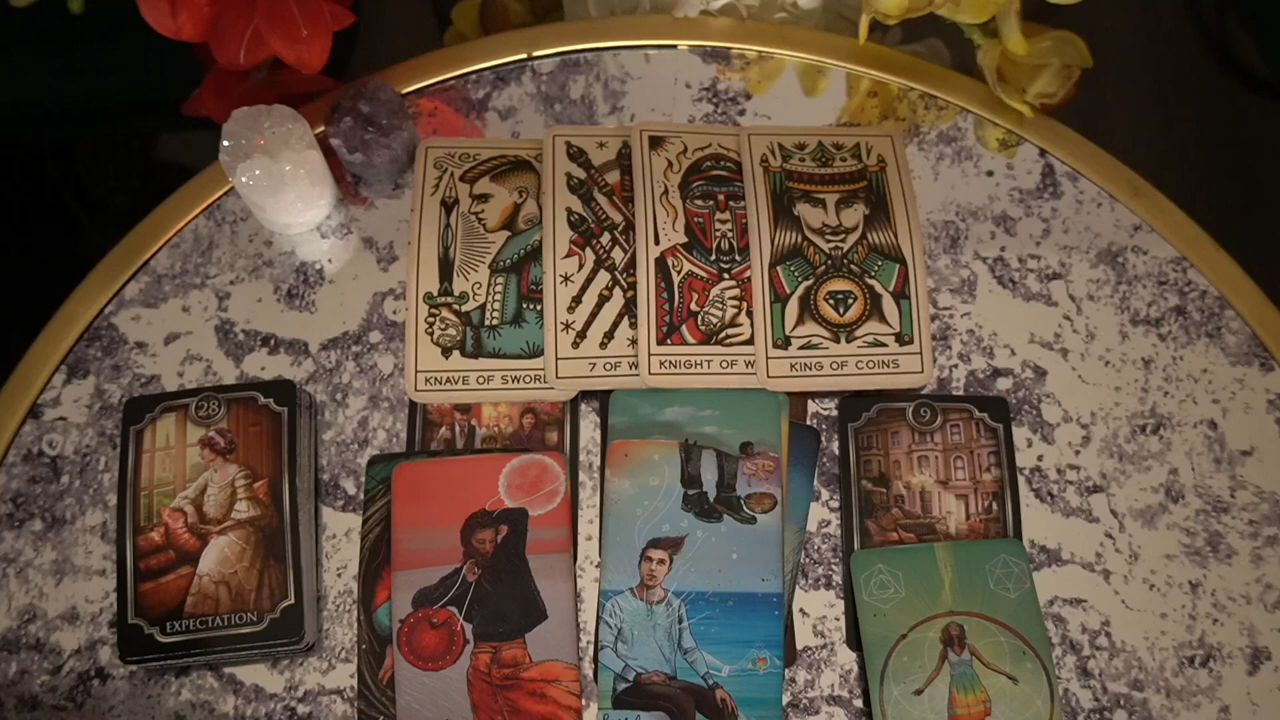 KNAVE OF SWORD
7 OF W
KNIGHT OF W
KING OF COINS
28
EXPECTATION
9